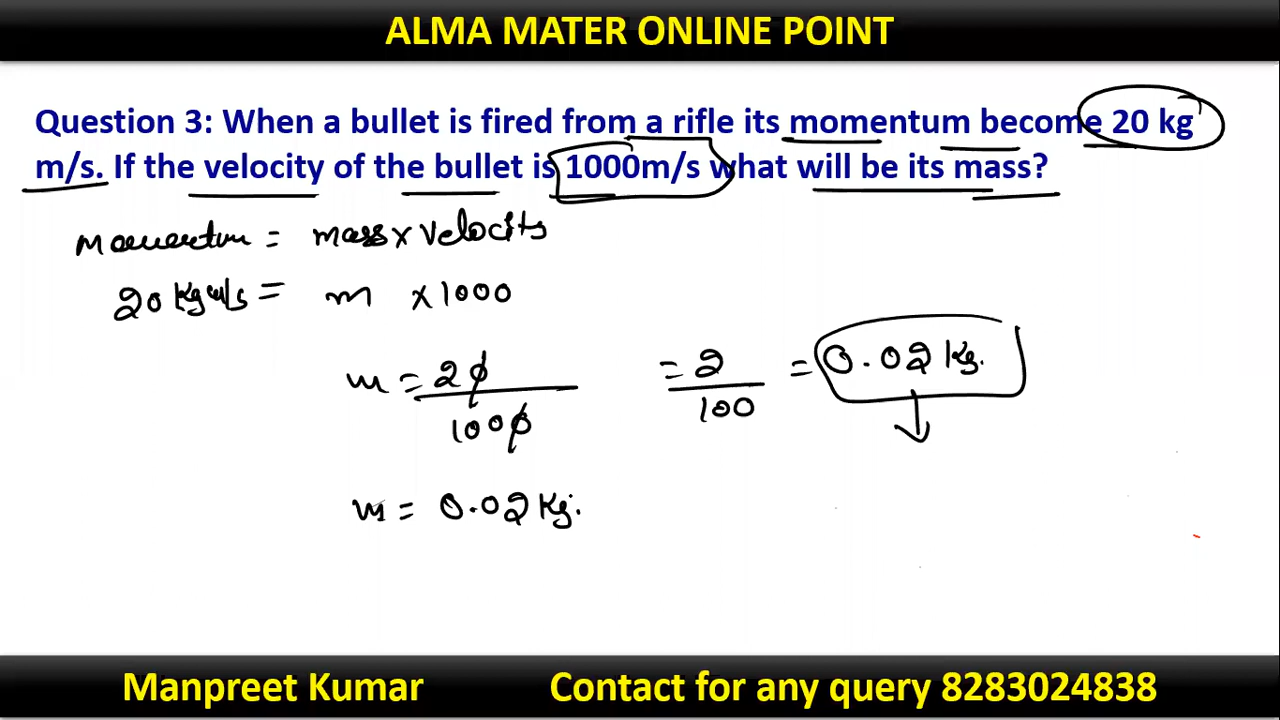 ALMA MATER ONLINE POINT
Question 3: When a bullet is fired from a rifle its momentum become 20 kg
m/s. If the velocity of the bullet is 1000m/s what will be its mass?
Momentum = mass x velocity
20 kgm/s = m x 1000
m = 20/1000 = 2/100 = 0.02 kg.
m = 0.02 kg.
Manpreet Kumar Contact for any query 8283024838